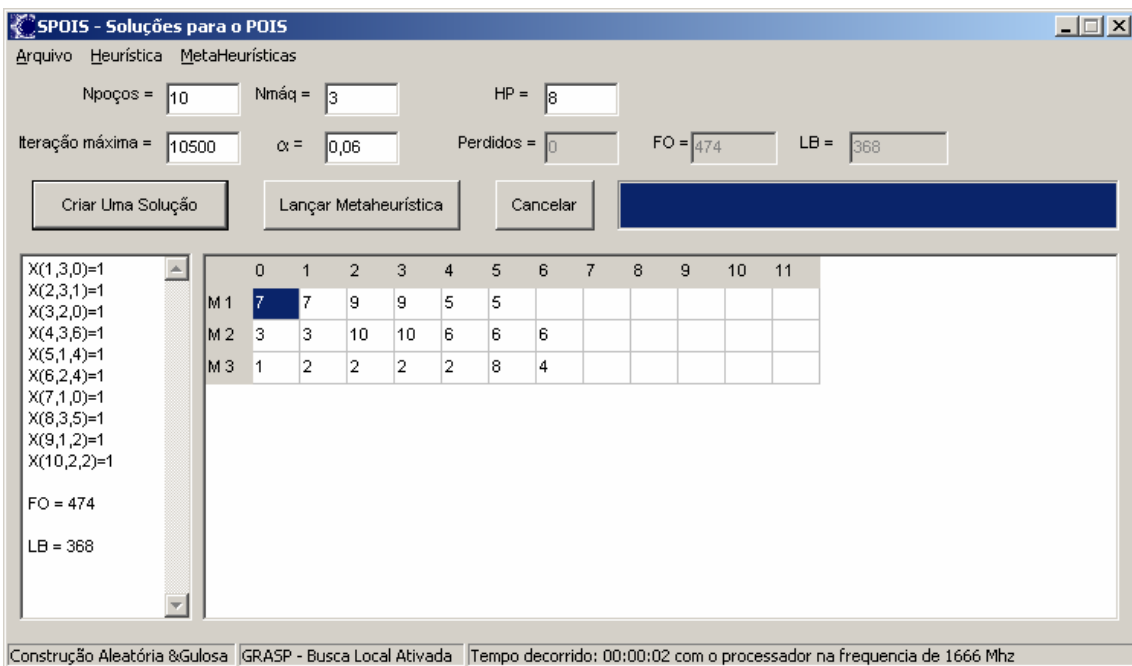 SPOIS - Soluções para o POIS
Arquivo Heurística MetaHeurísticas
Npoços = 10 Nmáq = 3 HP = 8
Iteração máxima = 10500 α = 0,06 Perdidos = 0 FO = 474 LB = 368
Criar Uma Solução Lançar Metaheurística Cancelar
X(1,3,0)=1
X(2,3,1)=1
X(3,2,0)=1
X(4,3,6)=1
X(5,1,4)=1
X(6,2,4)=1
X(7,1,0)=1
X(8,3,5)=1
X(9,1,2)=1
X(10,2,2)=1
FO = 474
LB = 368
0 1 2 3 4 5 6 7 8 9 10 11
M 1 7 7 9 9 5 5
M 2 3 3 10 10 6 6 6
M 3 1 2 2 2 2 8 4
Construção Aleatória &Gulosa GRASP - Busca Local Ativada Tempo decorrido: 00:00:02 com o processador na frequencia de 1666 Mhz